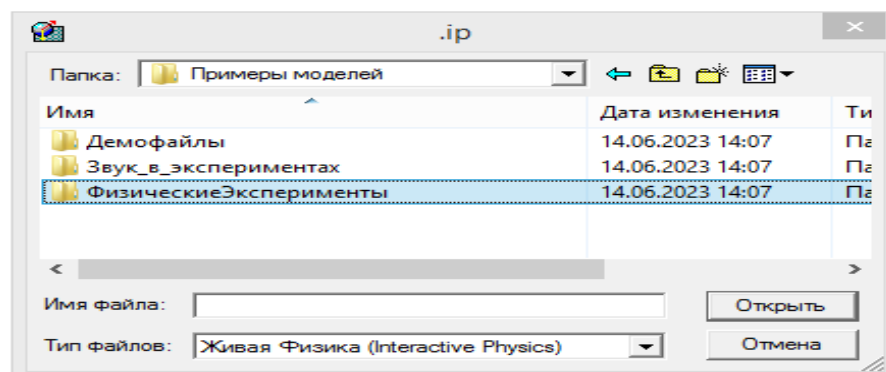 .ip
Папка: Примеры моделей
Имя Дата изменения Ти
Демофайлы 14.06.2023 14:07 Па
Звук_в_экспериментах 14.06.2023 14:07 Па
ФизическиеЭксперименты 14.06.2023 14:07 Па
Имя файла: Открыть
Тип файлов: Живая Физика (Interactive Physics) Отмена